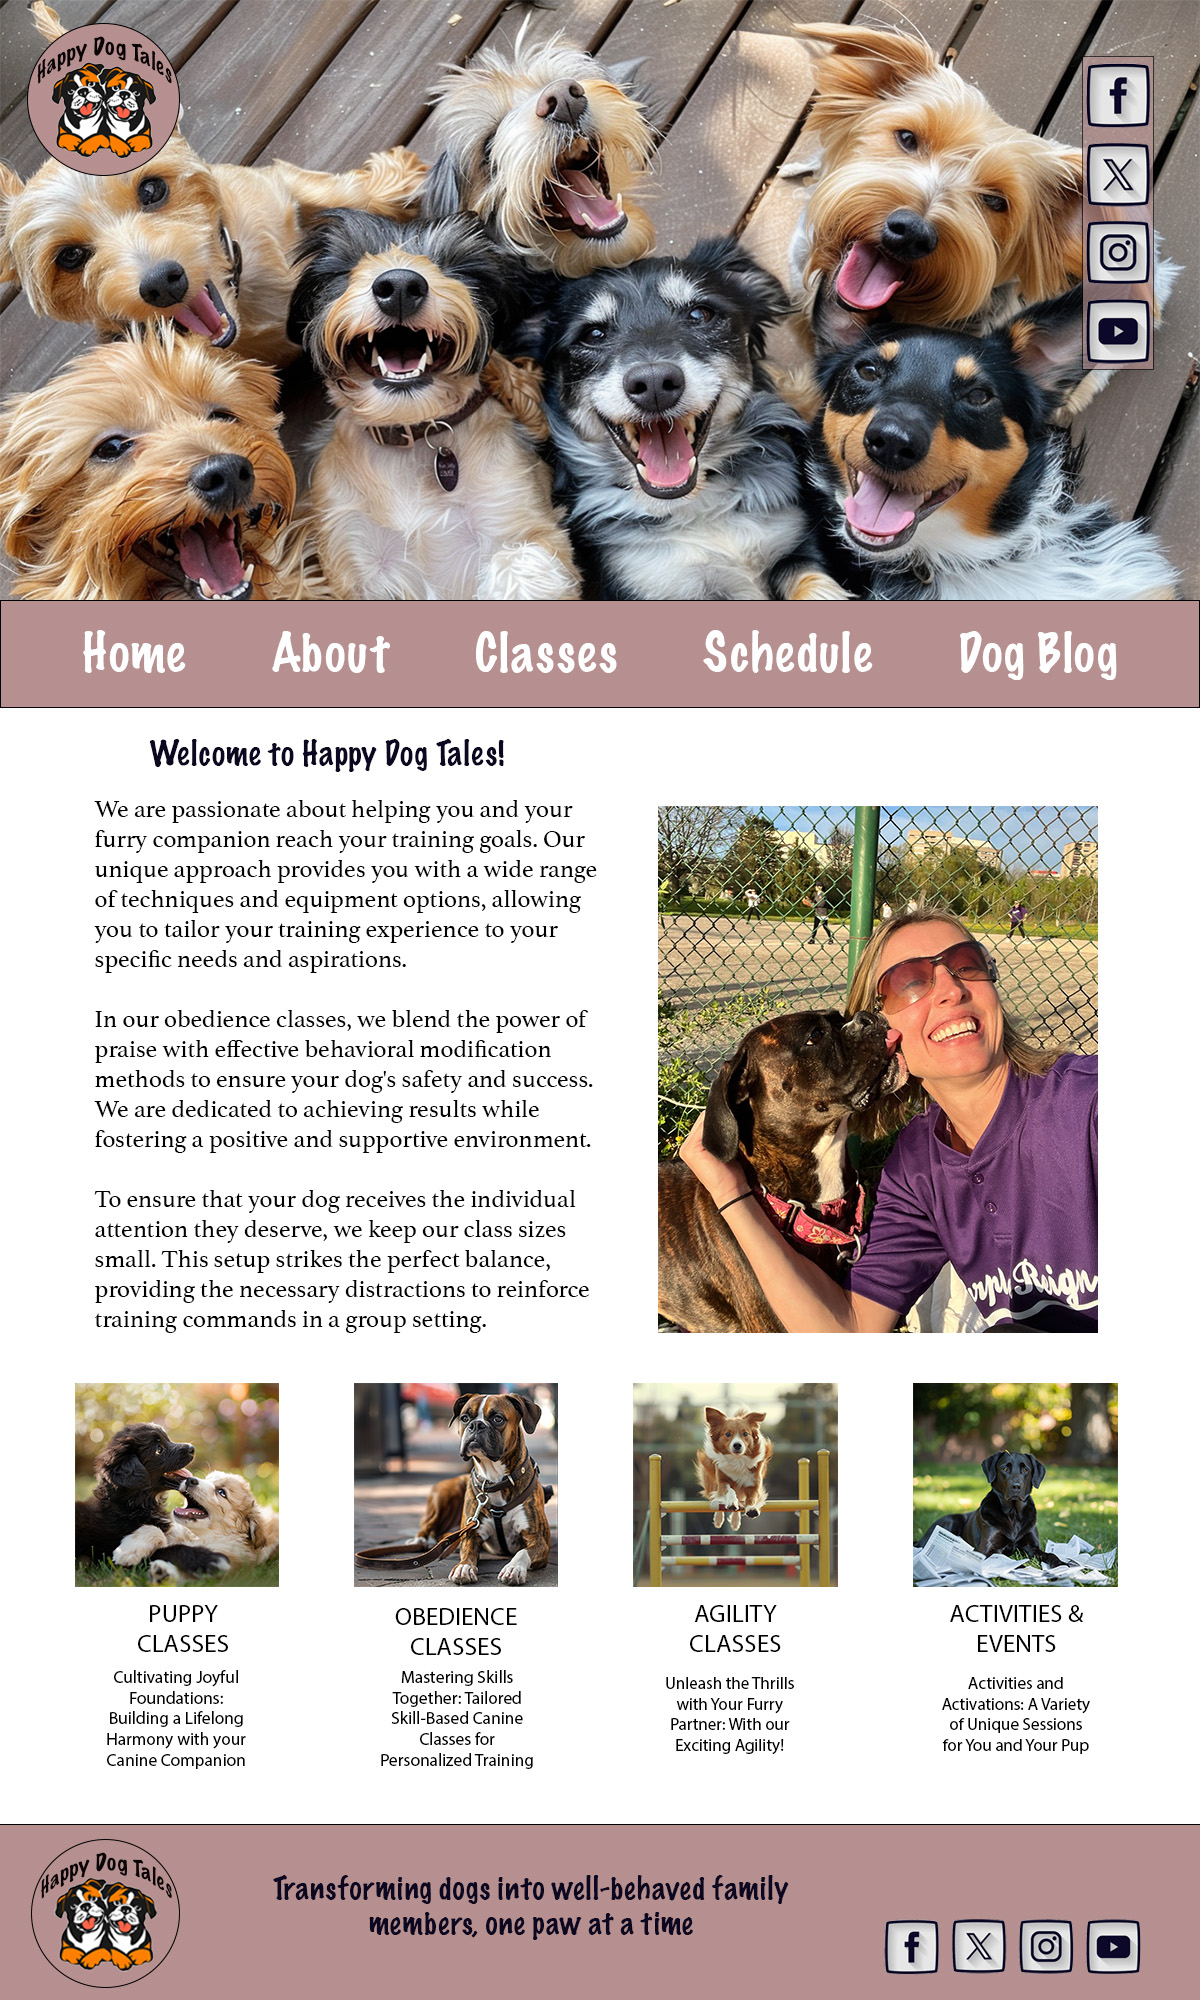 Happy Dog Tales
Home About Classes Schedule Dog Blog
Welcome to Happy Dog Tales!
We are passionate about helping you and your
furry companion reach your training goals. Our
unique approach provides you with a wide range
of techniques and equipment options, allowing
you to tailor your training experience to your
specific needs and aspirations.
In our obedience classes, we blend the power of
praise with effective behavioral modification
methods to ensure your dog's safety and success.
We are dedicated to achieving results while
fostering a positive and supportive environment.
To ensure that your dog receives the individual
attention they deserve, we keep our class sizes
small. This setup strikes the perfect balance,
providing the necessary distractions to reinforce
training commands in a group setting.
PUPPY
CLASSES
Cultivating Joyful
Foundations:
Building a Lifelong
Harmony with your
Canine Companion
OBEDIENCE
CLASSES
Mastering Skills
Together: Tailored
Skill-Based Canine
Classes for
Personalized Training
AGILITY
CLASSES
Unleash the Thrills
with Your Furry
Partner: With our
Exciting Agility!
ACTIVITIES &
EVENTS
Activities and
Activations: A Variety
of Unique Sessions
for You and Your Pup
Happy Dog Tales
Transforming dogs into well-behaved family
members, one paw at a time